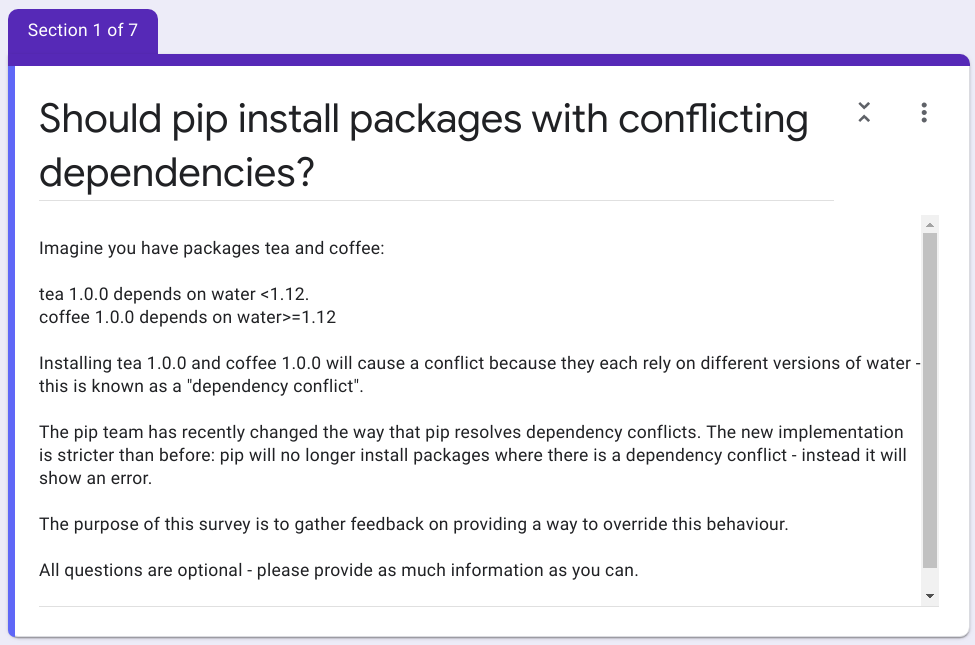 Section 1 of 7
Should pip install packages with conflicting
dependencies?
Imagine you have packages tea and coffee:
tea 1.0.0 depends on water <1.12.
coffee 1.0.0 depends on water>=1.12
Installing tea 1.0.0 and coffee 1.0.0 will cause a conflict because they each rely on different versions of water -
this is known as a "dependency conflict".
The pip team has recently changed the way that pip resolves dependency conflicts. The new implementation
is stricter than before: pip will no longer install packages where there is a dependency conflict - instead it will
show an error.
The purpose of this survey is to gather feedback on providing a way to override this behaviour.
All questions are optional - please provide as much information as you can.